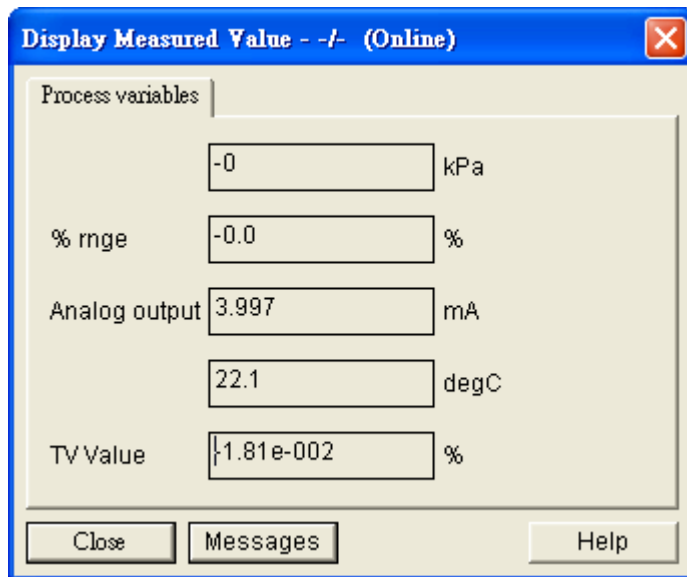 Display Measured Value - -/- (Online)
Process variables
-0 kPa
% rnge -0.0 %
Analog output 3.997 mA
22.1 degC
TV Value -1.81e-002 %
Close Messages Help